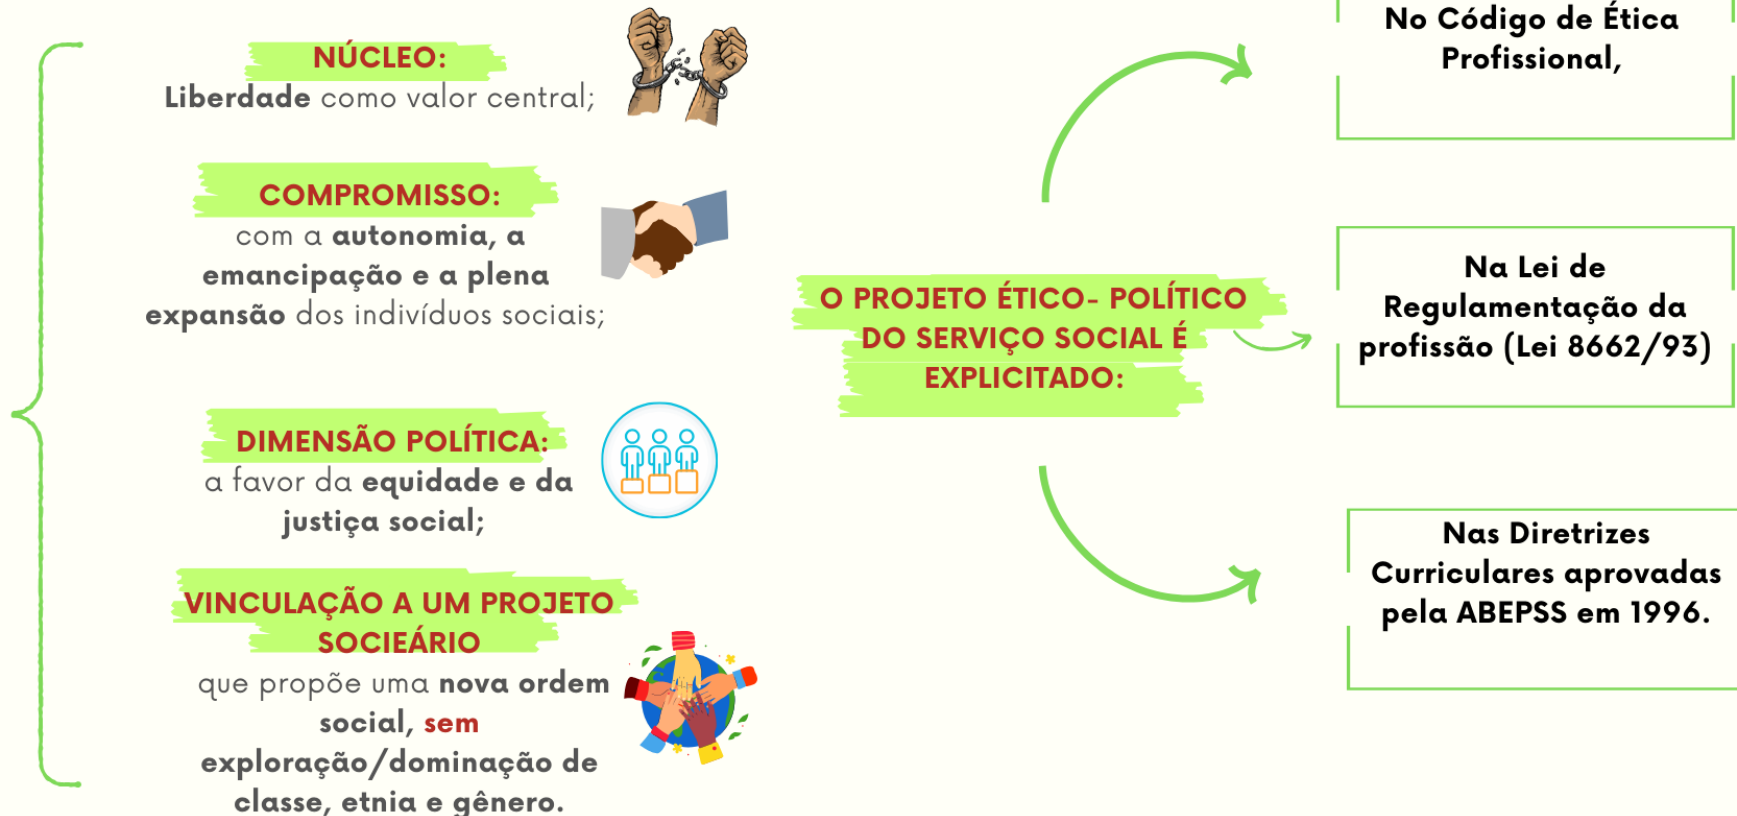 NÚCLEO:
Liberdade como valor central;
COMPROMISSO:
com a autonomia, a
emancipação e a plena
expansão dos indivíduos sociais;
DIMENSÃO POLÍTICA:
a favor da equidade e da
justiça social;
VINCULAÇÃO A UM PROJETO
SOCIEÁRIO
que propõe uma nova ordem
social, sem
exploração/dominação de
classe, etnia e gênero.
O PROJETO ÉTICO- POLÍTICO
DO SERVIÇO SOCIAL É
EXPLICITADO:
No Código de Ética
Profissional,
Na Lei de
Regulamentação da
profissão (Lei 8662/93)
Nas Diretrizes
Curriculares aprovadas
pela ABEPSS em 1996.